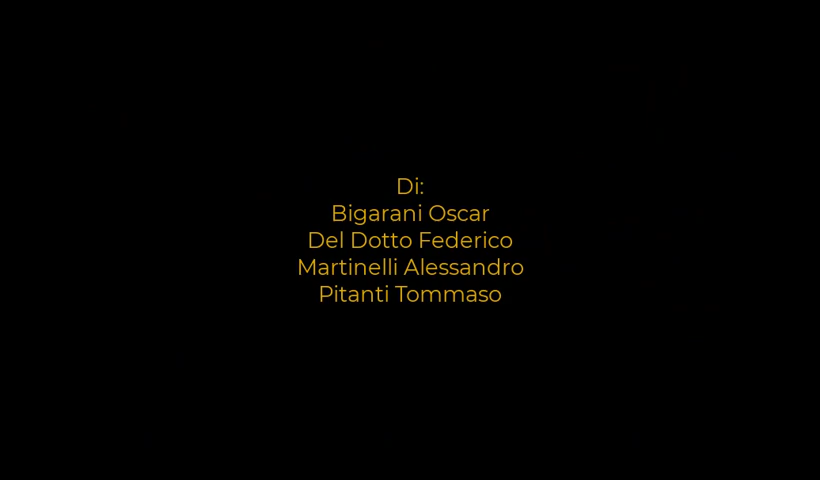 Di:
Bigarani Oscar
Del Dotto Federico
Martinelli Alessandro
Pitanti Tommaso